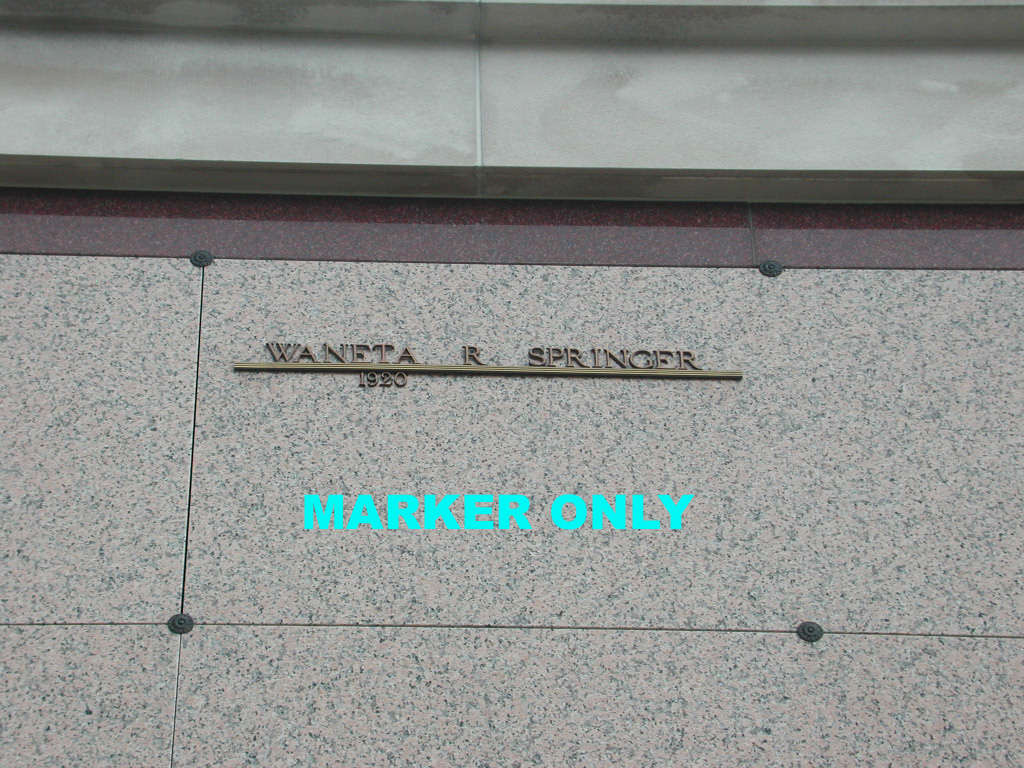 WANETA R SPRINGER
1920
MARKER ONLY